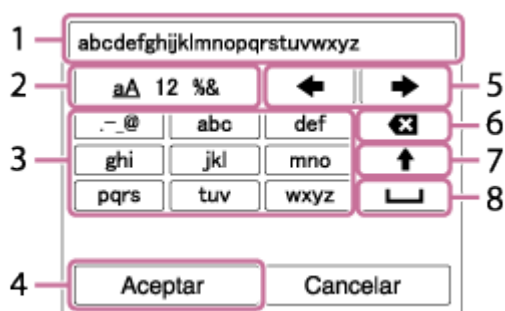 1 abcdefghijklmnopqrstuvwxyz
2 aA 12 %& 5
.-_@ abc def 6
3 ghi jkl mno 7
pqrs tuv wxyz 8
4 Aceptar Cancelar